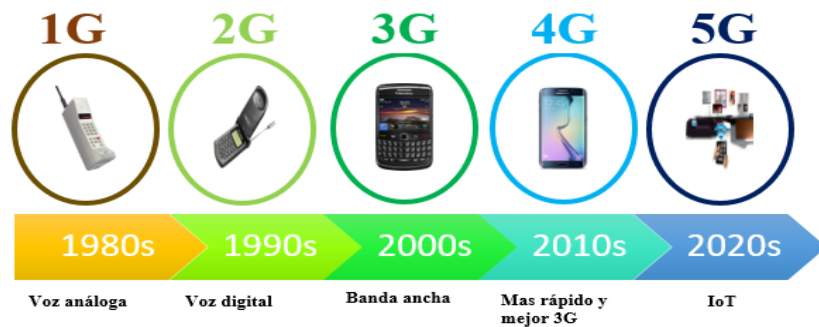 1G 2G 3G 4G 5G
1980s 1990s 2000s 2010s 2020s
Voz análoga Voz digital Banda ancha Mas rápido y IoT
mejor 3G